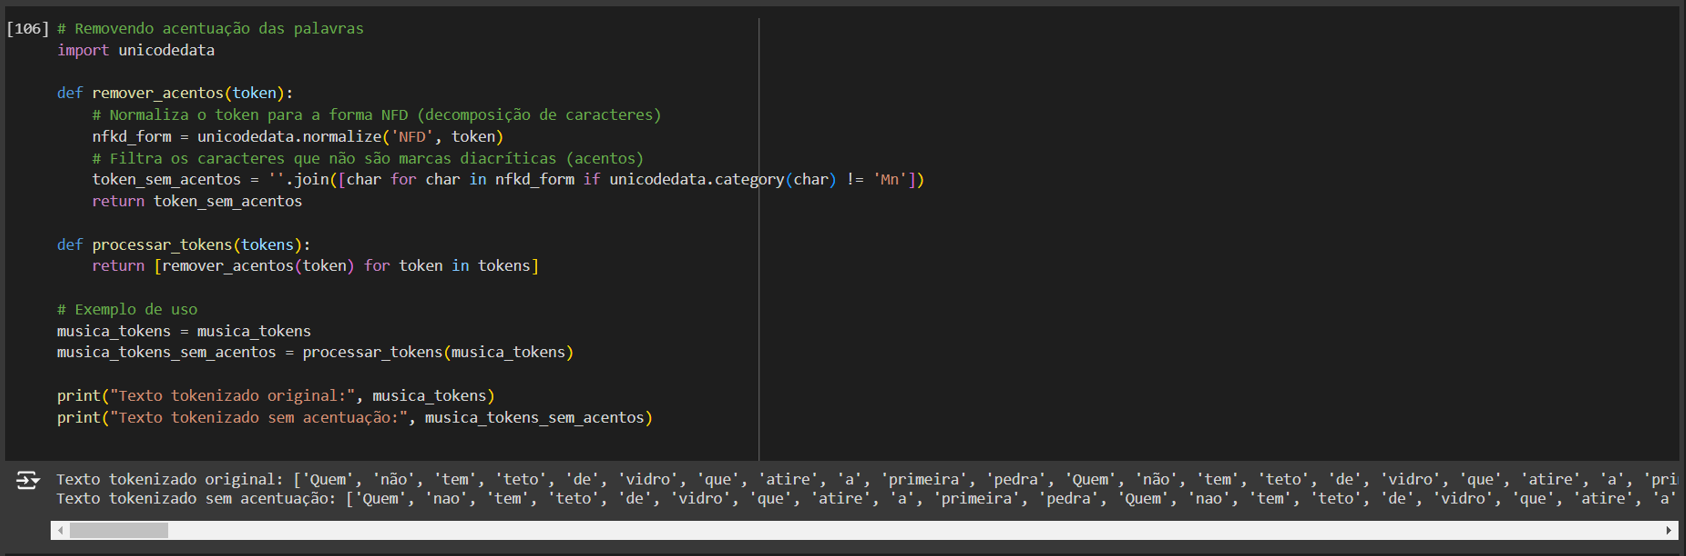 [106] # Removendo acentuação das palavras
import unicodedata
def remover_acentos(token):
# Normaliza o token para a forma NFD (decomposição de caracteres)
nfkd_form = unicodedata.normalize('NFD', token)
# Filtra os caracteres que não são marcas diacríticas (acentos)
token_sem_acentos = ''.join([char for char in nfkd_form if unicodedata.category(char) != 'Mn'])
return token_sem_acentos
def processar_tokens(tokens):
return [remover_acentos(token) for token in tokens]
# Exemplo de uso
musica_tokens = musica_tokens
musica_tokens_sem_acentos = processar_tokens(musica_tokens)
print("Texto tokenizado original:", musica_tokens)
print("Texto tokenizado sem acentuação:", musica_tokens_sem_acentos)
Texto tokenizado original: ['Quem', 'não', 'tem', 'teto', 'de', 'vidro', 'que', 'atire', 'a', 'primeira', 'pedra', 'Quem', 'não', 'tem', 'teto', 'de', 'vidro', 'que', 'atire', 'a', 'pri
Texto tokenizado sem acentuação: ['Quem', 'nao', 'tem', 'teto', 'de', 'vidro', 'que', 'atire', 'a', 'primeira', 'pedra', 'Quem', 'nao', 'tem', 'teto', 'de', 'vidro', 'que', 'atire', 'a'